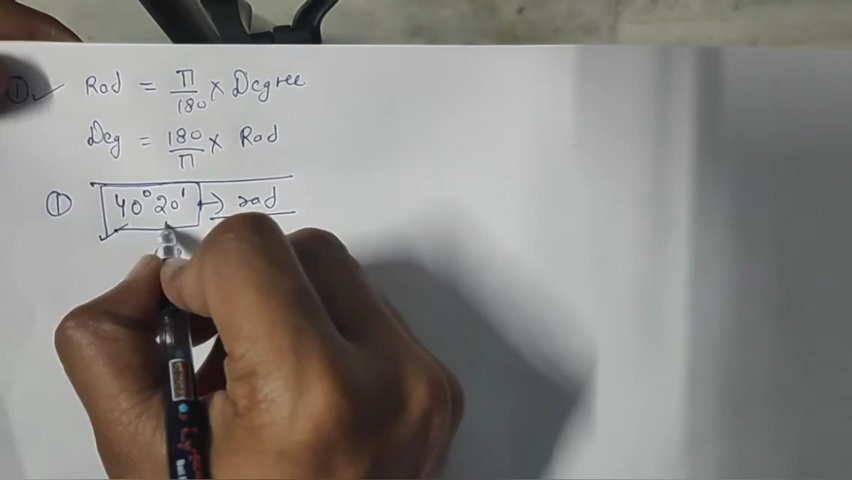 ① ✓ Rad = π/180 × Degree
Deg = 180/π × Rad
① 40°20' → rad